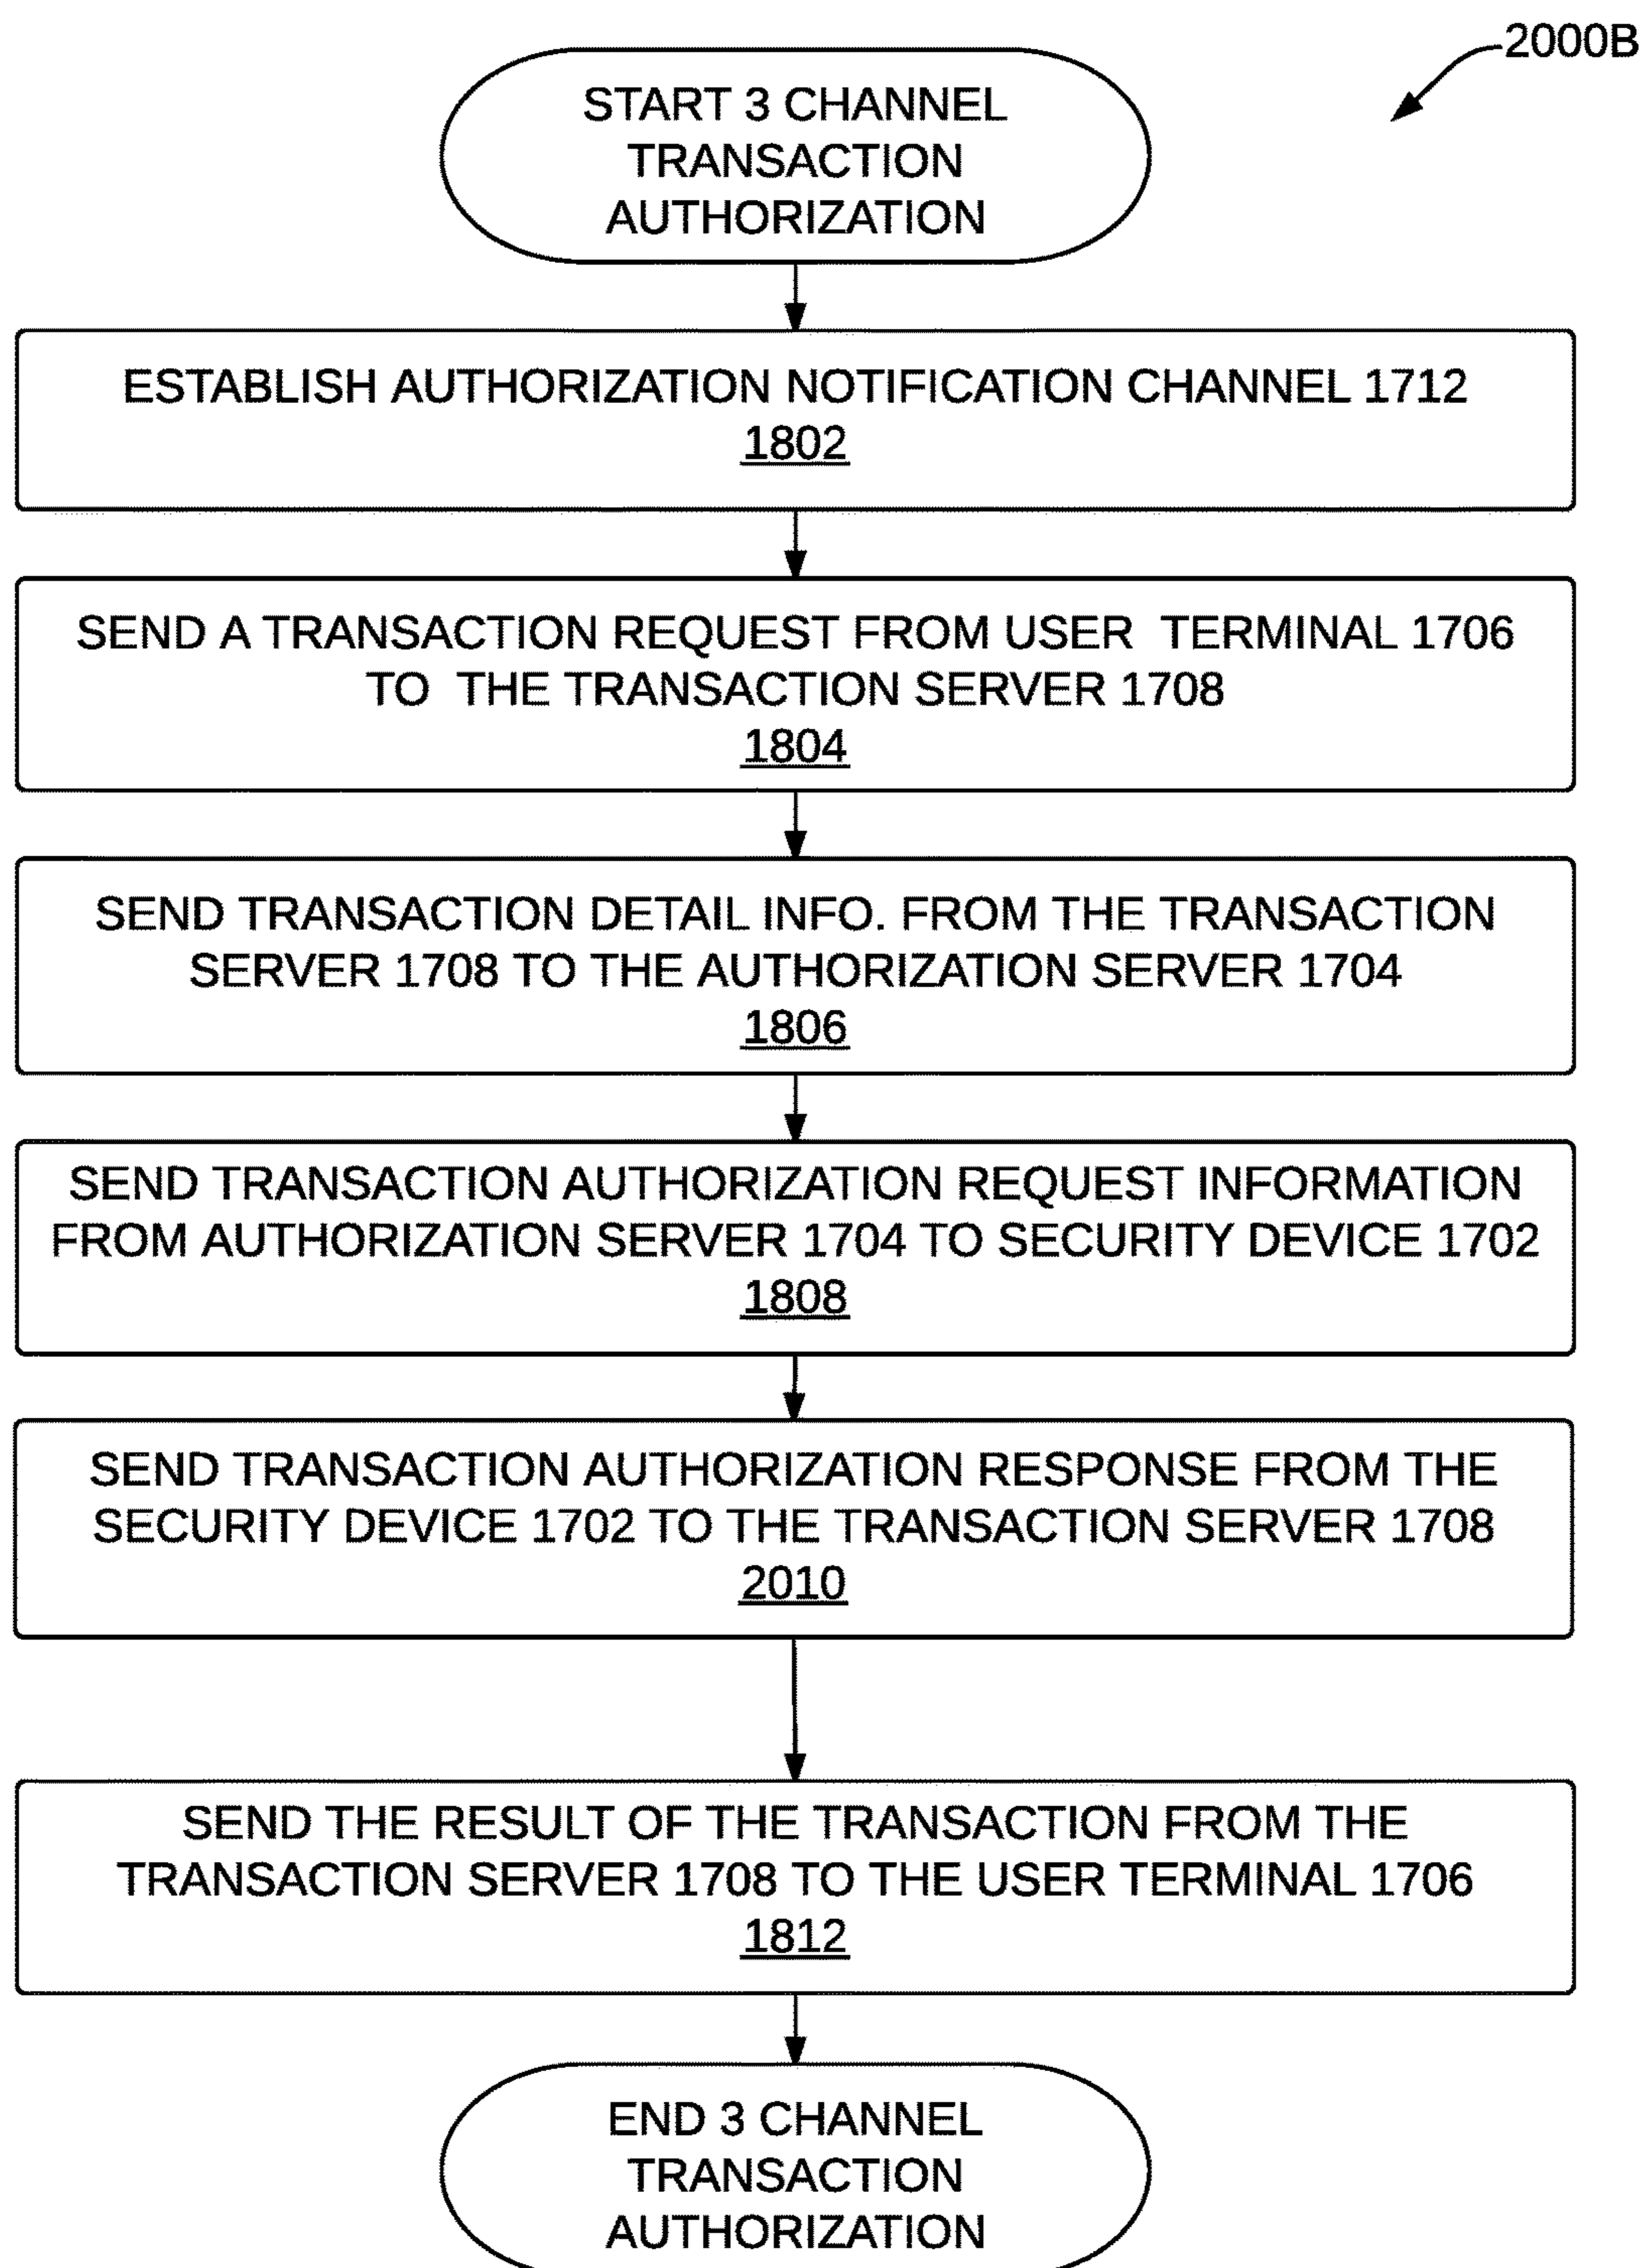 2000B
START 3 CHANNEL
TRANSACTION
AUTHORIZATION
ESTABLISH AUTHORIZATION NOTIFICATION CHANNEL 1712
1802
SEND A TRANSACTION REQUEST FROM USER TERMINAL 1706
TO THE TRANSACTION SERVER 1708
1804
SEND TRANSACTION DETAIL INFO. FROM THE TRANSACTION
SERVER 1708 TO THE AUTHORIZATION SERVER 1704
1806
SEND TRANSACTION AUTHORIZATION REQUEST INFORMATION
FROM AUTHORIZATION SERVER 1704 TO SECURITY DEVICE 1702
1808
SEND TRANSACTION AUTHORIZATION RESPONSE FROM THE
SECURITY DEVICE 1702 TO THE TRANSACTION SERVER 1708
2010
SEND THE RESULT OF THE TRANSACTION FROM THE
TRANSACTION SERVER 1708 TO THE USER TERMINAL 1706
1812
END 3 CHANNEL
TRANSACTION
AUTHORIZATION